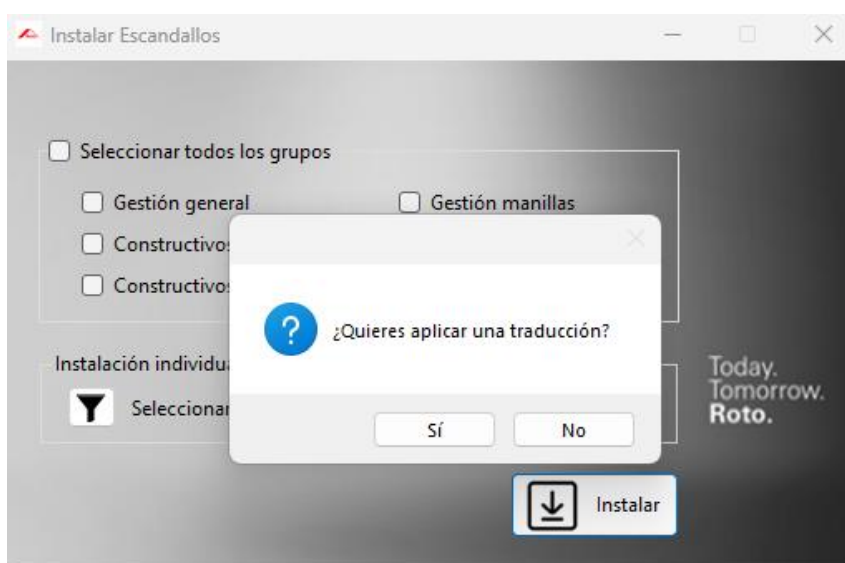 Instalar Escandallos
Seleccionar todos los grupos
Gestión general
Gestión manillas
Constructivos
Constructivos
¿Quieres aplicar una traducción?
Instalación individu
Seleccionar
Sí
No
Today.
Tomorrow.
Roto.
Instalar